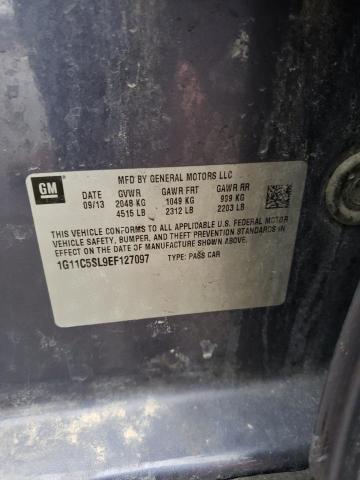 GM
MFD BY GENERAL MOTORS LLC
DATE GVWR GAWR FRT GAWR RR
09/13 2048 KG 1049 KG 999 KG
4515 LB 2312 LB 2203 LB
THIS VEHICLE CONFORMS TO ALL APPLICABLE U.S. FEDERAL MOTOR
VEHICLE SAFETY, BUMPER, AND THEFT PREVENTION STANDARDS IN
EFFECT ON THE DATE OF MANUFACTURE SHOWN ABOVE.
1G11C5SL9EF127097 TYPE: PASS CAR